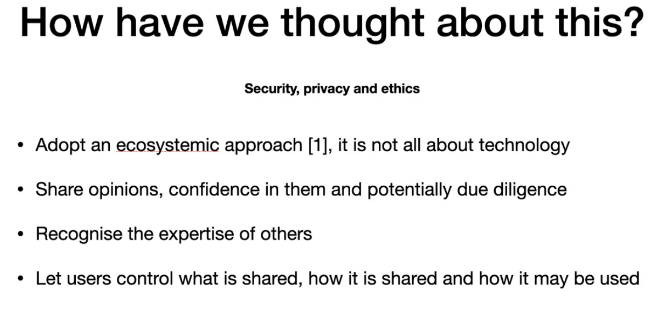 How have we thought about this?
Security, privacy and ethics
• Adopt an ecosystemic approach [1], it is not all about technology
• Share opinions, confidence in them and potentially due diligence
• Recognise the expertise of others
• Let users control what is shared, how it is shared and how it may be used